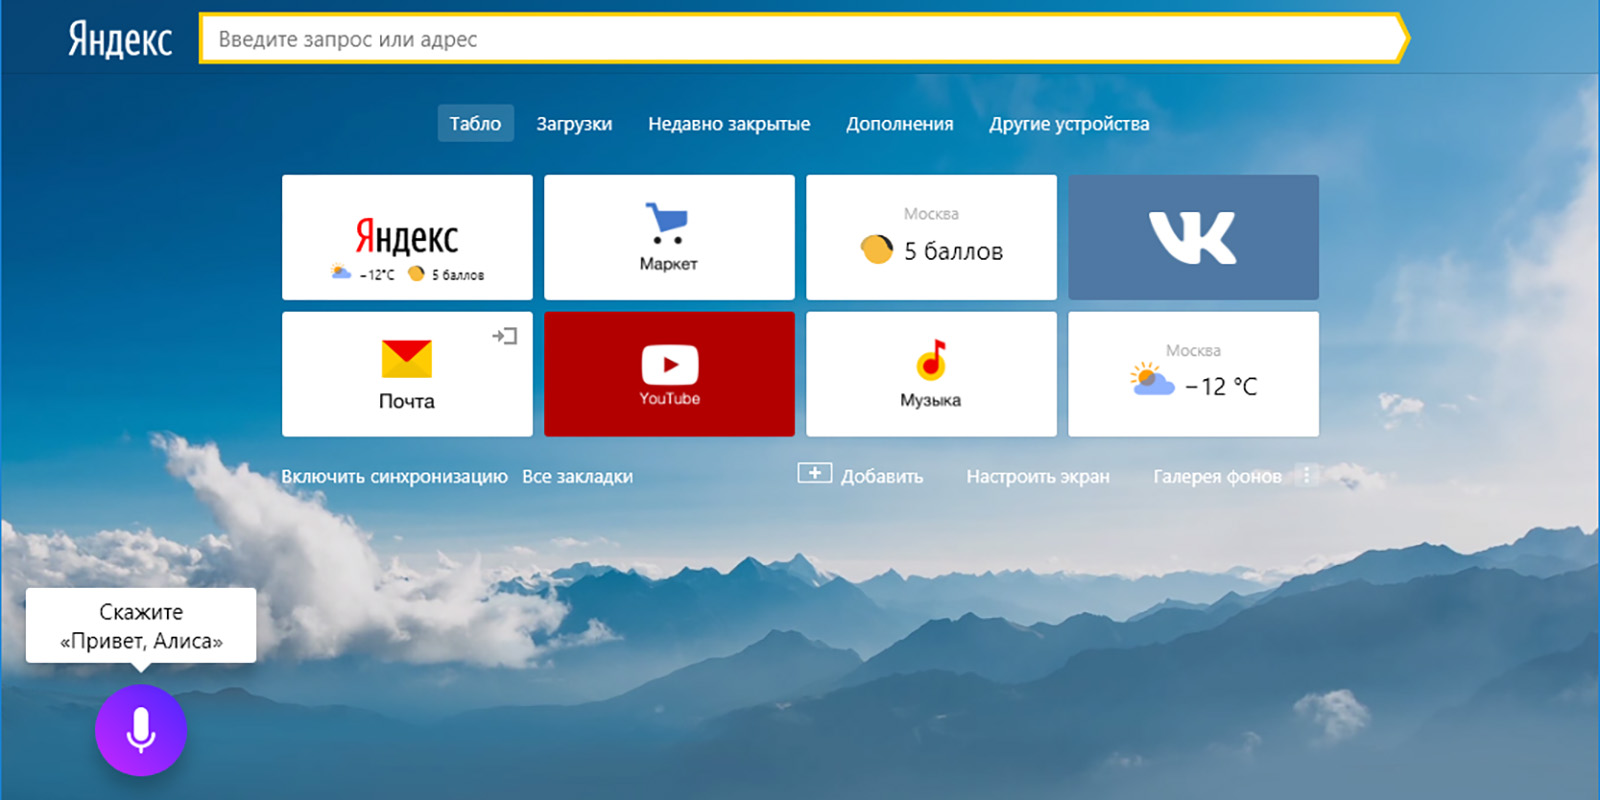 Яндекс
Введите запрос или адрес
Табло Загрузки Недавно закрытые Дополнения Другие устройства
Яндекс
−12°C 5 баллов
Маркет
Москва
5 баллов
VK
Почта
YouTube
Музыка
Москва
−12 °C
Включить синхронизацию Все закладки Добавить Настроить экран Галерея фонов
Скажите
«Привет, Алиса»